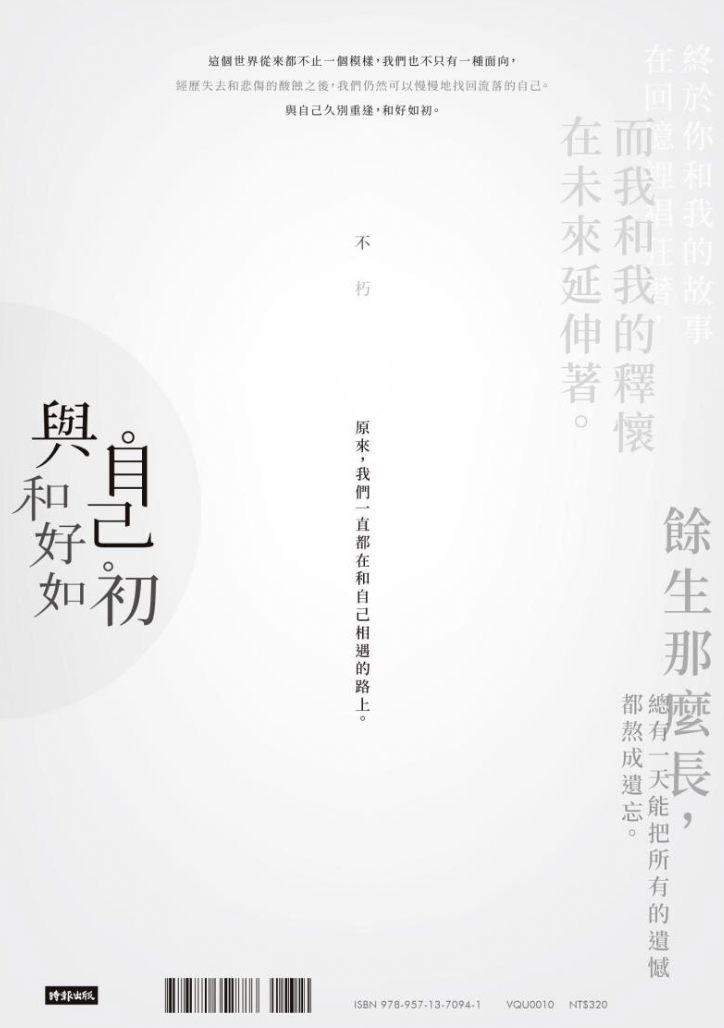 這個世界從來都不止一個模樣，我們也不只有一種面向，
經歷失去和悲傷的酸蝕之後，我們仍然可以慢慢地找回流落的自己。
與自己久別重逢，和好如初。
終於你和我的故事
在回憶裡猖狂著，
而我和我的釋懷
在未來延伸著。
不朽
原來，我們一直都在和自己相遇的路上。
與自己
和好如初
餘生那麼長，
總有一天能把所有的遺憾
都熬成遺忘。
時報出版
ISBN 978-957-13-7094-1 VQU0010 NT$320